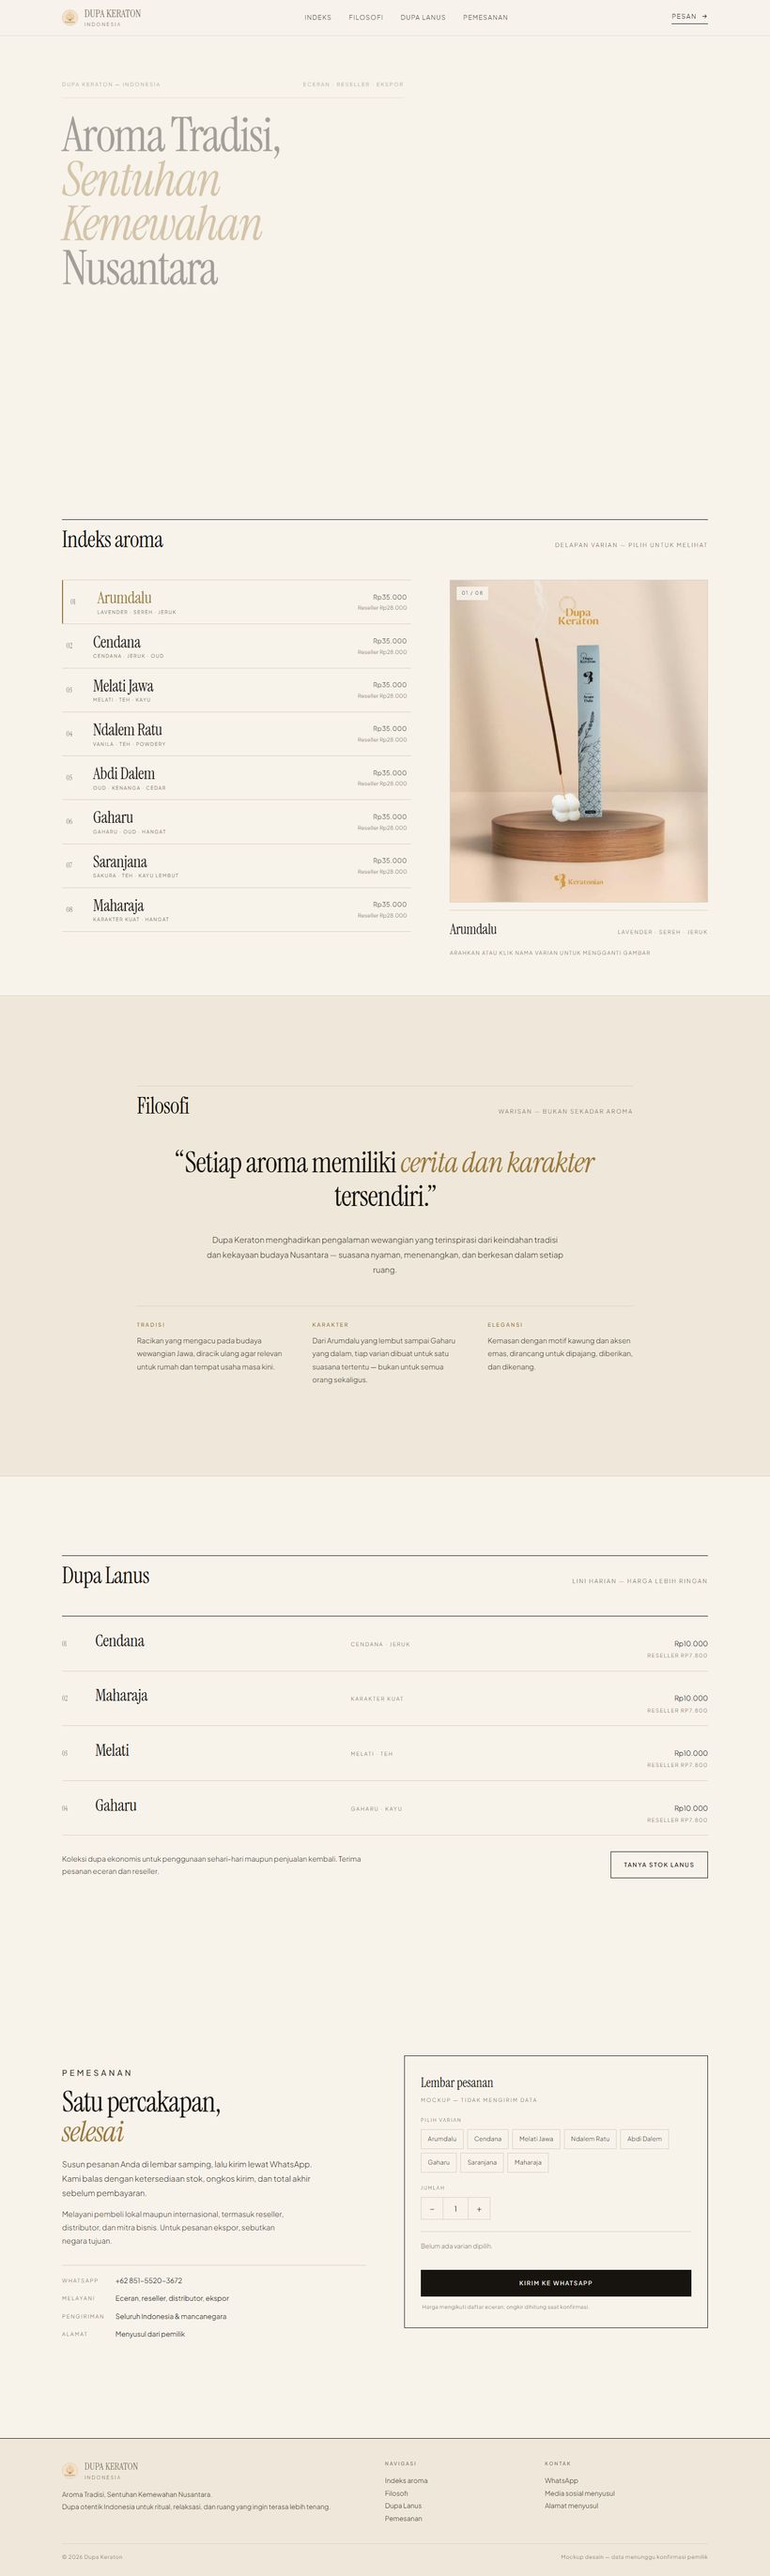 DUPA KERATON
INDONESIA
INDEKS FILOSOFI DUPA LANUS PEMESANAN
PESAN →
DUPA KERATON — INDONESIA
ECERAN · RESELLER · EKSPOR
Aroma Tradisi,
Sentuhan
Kemewahan
Nusantara
Indeks aroma
DELAPAN VARIAN — PILIH UNTUK MELIHAT
01 Arumdalu Rp35.000
LAVENDER · SEREH · JERUK Reseller Rp28.000
02 Cendana Rp35.000
CENDANA · JERUK · OUD Reseller Rp28.000
03 Melati Jawa Rp35.000
MELATI · TEH · KAYU Reseller Rp28.000
04 Ndalem Ratu Rp35.000
VANILA · TEH · POWDERY Reseller Rp28.000
05 Abdi Dalem Rp35.000
OUD · KENANGA · CEDAR Reseller Rp28.000
06 Gaharu Rp35.000
GAHARU · OUD · HANGAT Reseller Rp28.000
07 Saranjana Rp35.000
SAKURA · TEH · KAYU LEMBUT Reseller Rp28.000
08 Maharaja Rp35.000
KARAKTER KUAT · HANGAT Reseller Rp28.000
01 / 08
Dupa
Keraton
Keratonian
Arumdalu
LAVENDER · SEREH · JERUK
ARAHKAN ATAU KLIK NAMA VARIAN UNTUK MENGGANTI GAMBAR
Filosofi
WARISAN — BUKAN SEKADAR AROMA
“Setiap aroma memiliki cerita dan karakter
tersendiri.”
Dupa Keraton menghadirkan pengalaman wewangian yang terinspirasi dari keindahan tradisi
dan kekayaan budaya Nusantara — suasana nyaman, menenangkan, dan berkesan dalam setiap
ruang.
TRADISI
Racikan yang mengacu pada budaya
wewangian Jawa, diracik ulang agar relevan
untuk rumah dan tempat usaha masa kini.
KARAKTER
Dari Arumdalu yang lembut sampai Gaharu
yang dalam, tiap varian dibuat untuk satu
suasana tertentu — bukan untuk semua
orang sekaligus.
ELEGANSI
Kemasan dengan motif kawung dan aksen
emas, dirancang untuk dipajang, diberikan,
dan dikenang.
Dupa Lanus
LINI HARIAN — HARGA LEBIH RINGAN
01 Cendana CENDANA · JERUK Rp10.000
RESELLER RP7.800
02 Maharaja KARAKTER KUAT Rp10.000
RESELLER RP7.800
03 Melati MELATI · TEH Rp10.000
RESELLER RP7.800
04 Gaharu GAHARU · KAYU Rp10.000
RESELLER RP7.800
Koleksi dupa ekonomis untuk penggunaan sehari-hari maupun penjualan kembali. Terima
pesanan eceran dan reseller.
TANYA STOK LANUS
PEMESANAN
Satu percakapan,
selesai
Susun pesanan Anda di lembar samping, lalu kirim lewat WhatsApp.
Kami balas dengan ketersediaan stok, ongkos kirim, dan total akhir
sebelum pembayaran.
Melayani pembeli lokal maupun internasional, termasuk reseller,
distributor, dan mitra bisnis. Untuk pesanan ekspor, sebutkan
negara tujuan.
WHATSAPP +62 851-5520-3672
MELAYANI Eceran, reseller, distributor, ekspor
PENGIRIMAN Seluruh Indonesia & mancanegara
ALAMAT Menyusul dari pemilik
Lembar pesanan
MOCKUP — TIDAK MENGIRIM DATA
PILIH VARIAN
Arumdalu Cendana Melati Jawa Ndalem Ratu Abdi Dalem
Gaharu Saranjana Maharaja
JUMLAH
− 1 +
Belum ada varian dipilih.
KIRIM KE WHATSAPP
Harga mengikuti daftar eceran; ongkir dihitung saat konfirmasi.
DUPA KERATON
INDONESIA
Aroma Tradisi, Sentuhan Kemewahan Nusantara.
Dupa otentik Indonesia untuk ritual, relaksasi, dan ruang yang ingin terasa lebih tenang.
NAVIGASI
Indeks aroma
Filosofi
Dupa Lanus
Pemesanan
KONTAK
WhatsApp
Media sosial menyusul
Alamat menyusul
© 2026 Dupa Keraton
Mockup desain — data menunggu konfirmasi pemilik